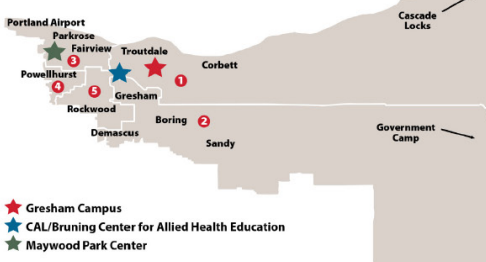 Portland Airport
Cascade
Locks
Parkrose
Fairview
Troutdale
3
Corbett
Powellhurst
1
4
5
Gresham
Rockwood
Boring
2
Government
Camp
Damascus
Sandy
Gresham Campus
CAL/Bruning Center for Allied Health Education
Maywood Park Center